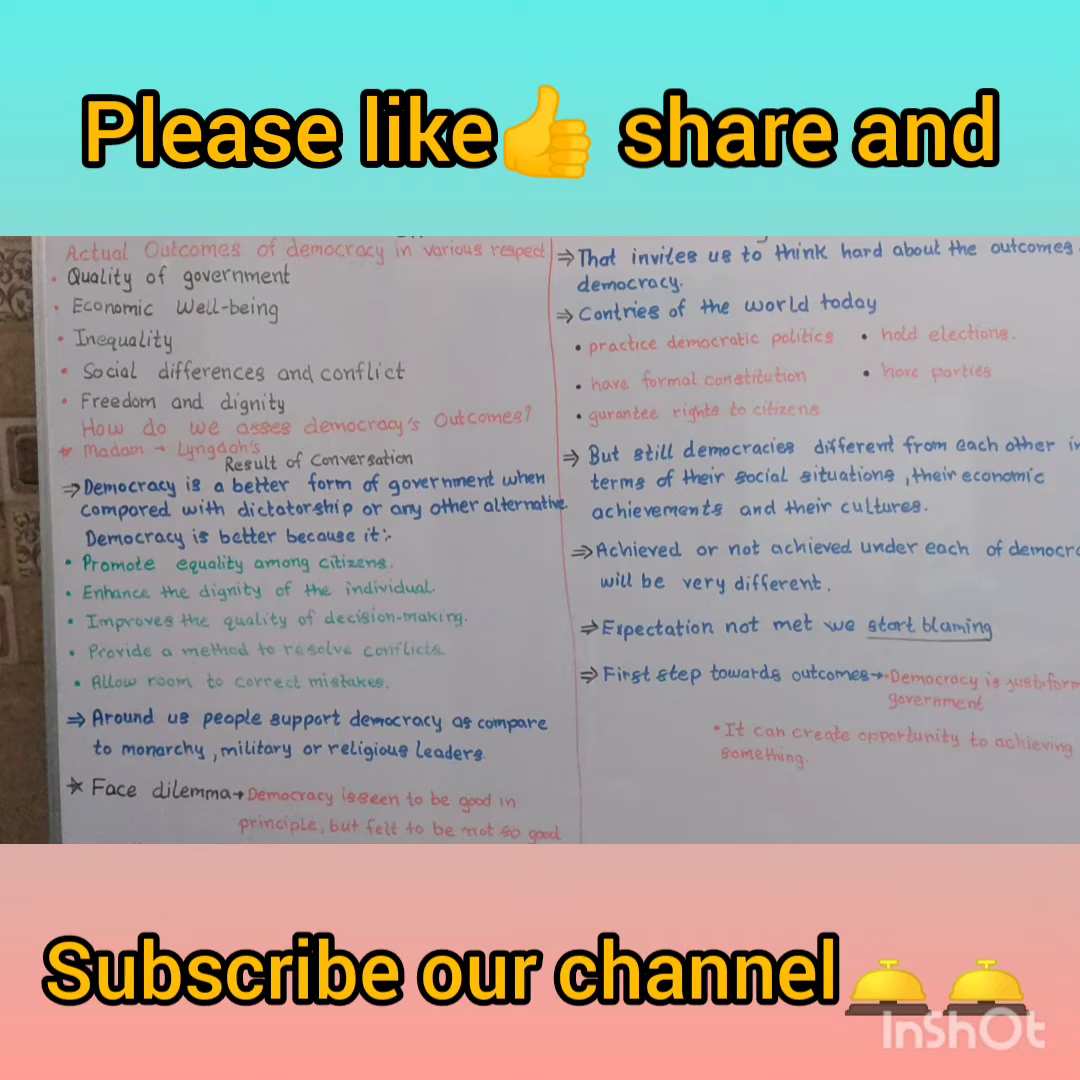 Please like👍 share and
Actual Outcomes of democracy in various respect
• Quality of government
• Economic Well-being
• Inequality
• Social differences and conflict
• Freedom and dignity
How do we asses democracy's Outcomes?
* Madam → Lyngdoh's
Result of Conversation
⇒ Democracy is a better form of government when
compared with dictatorship or any other alternative.
Democracy is better because it:-
• Promote equality among citizens.
• Enhance the dignity of the individual.
• Improves the quality of decision-making.
• Provide a method to resolve conflicts.
• Allow room to correct mistakes.
⇒ Around us people support democracy as compare
to monarchy, military or religious leaders.
* Face dilemma → Democracy is seen to be good in
principle, but felt to be not so good
⇒ That invites us to think hard about the outcomes
democracy.
⇒ Contries of the world today
• practice democratic politics • hold elections.
• have formal constitution • have parties
• gurantee rights to citizens
⇒ But still democracies different from each other in
terms of their social situations, their economic
achievements and their cultures.
⇒ Achieved or not achieved under each of democra
will be very different.
⇒ Expectation not met we start blaming
⇒ First step towards outcomes → • Democracy is just form
government
• It can create opportunity to achieving
something.
Subscribe our channel🛎️🛎️
InShOt